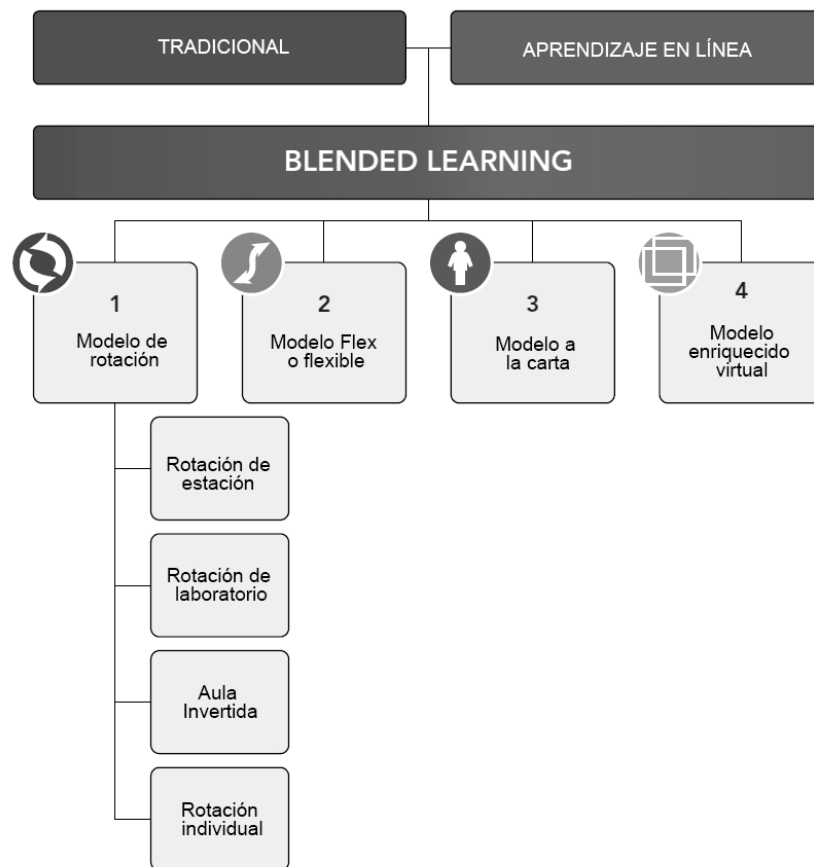 TRADICIONAL
APRENDIZAJE EN LÍNEA
BLENDED LEARNING
1
Modelo de
rotación
2
Modelo Flex
o flexible
3
Modelo a
la carta
4
Modelo
enriquecido
virtual
Rotación de
estación
Rotación de
laboratorio
Aula
Invertida
Rotación
individual